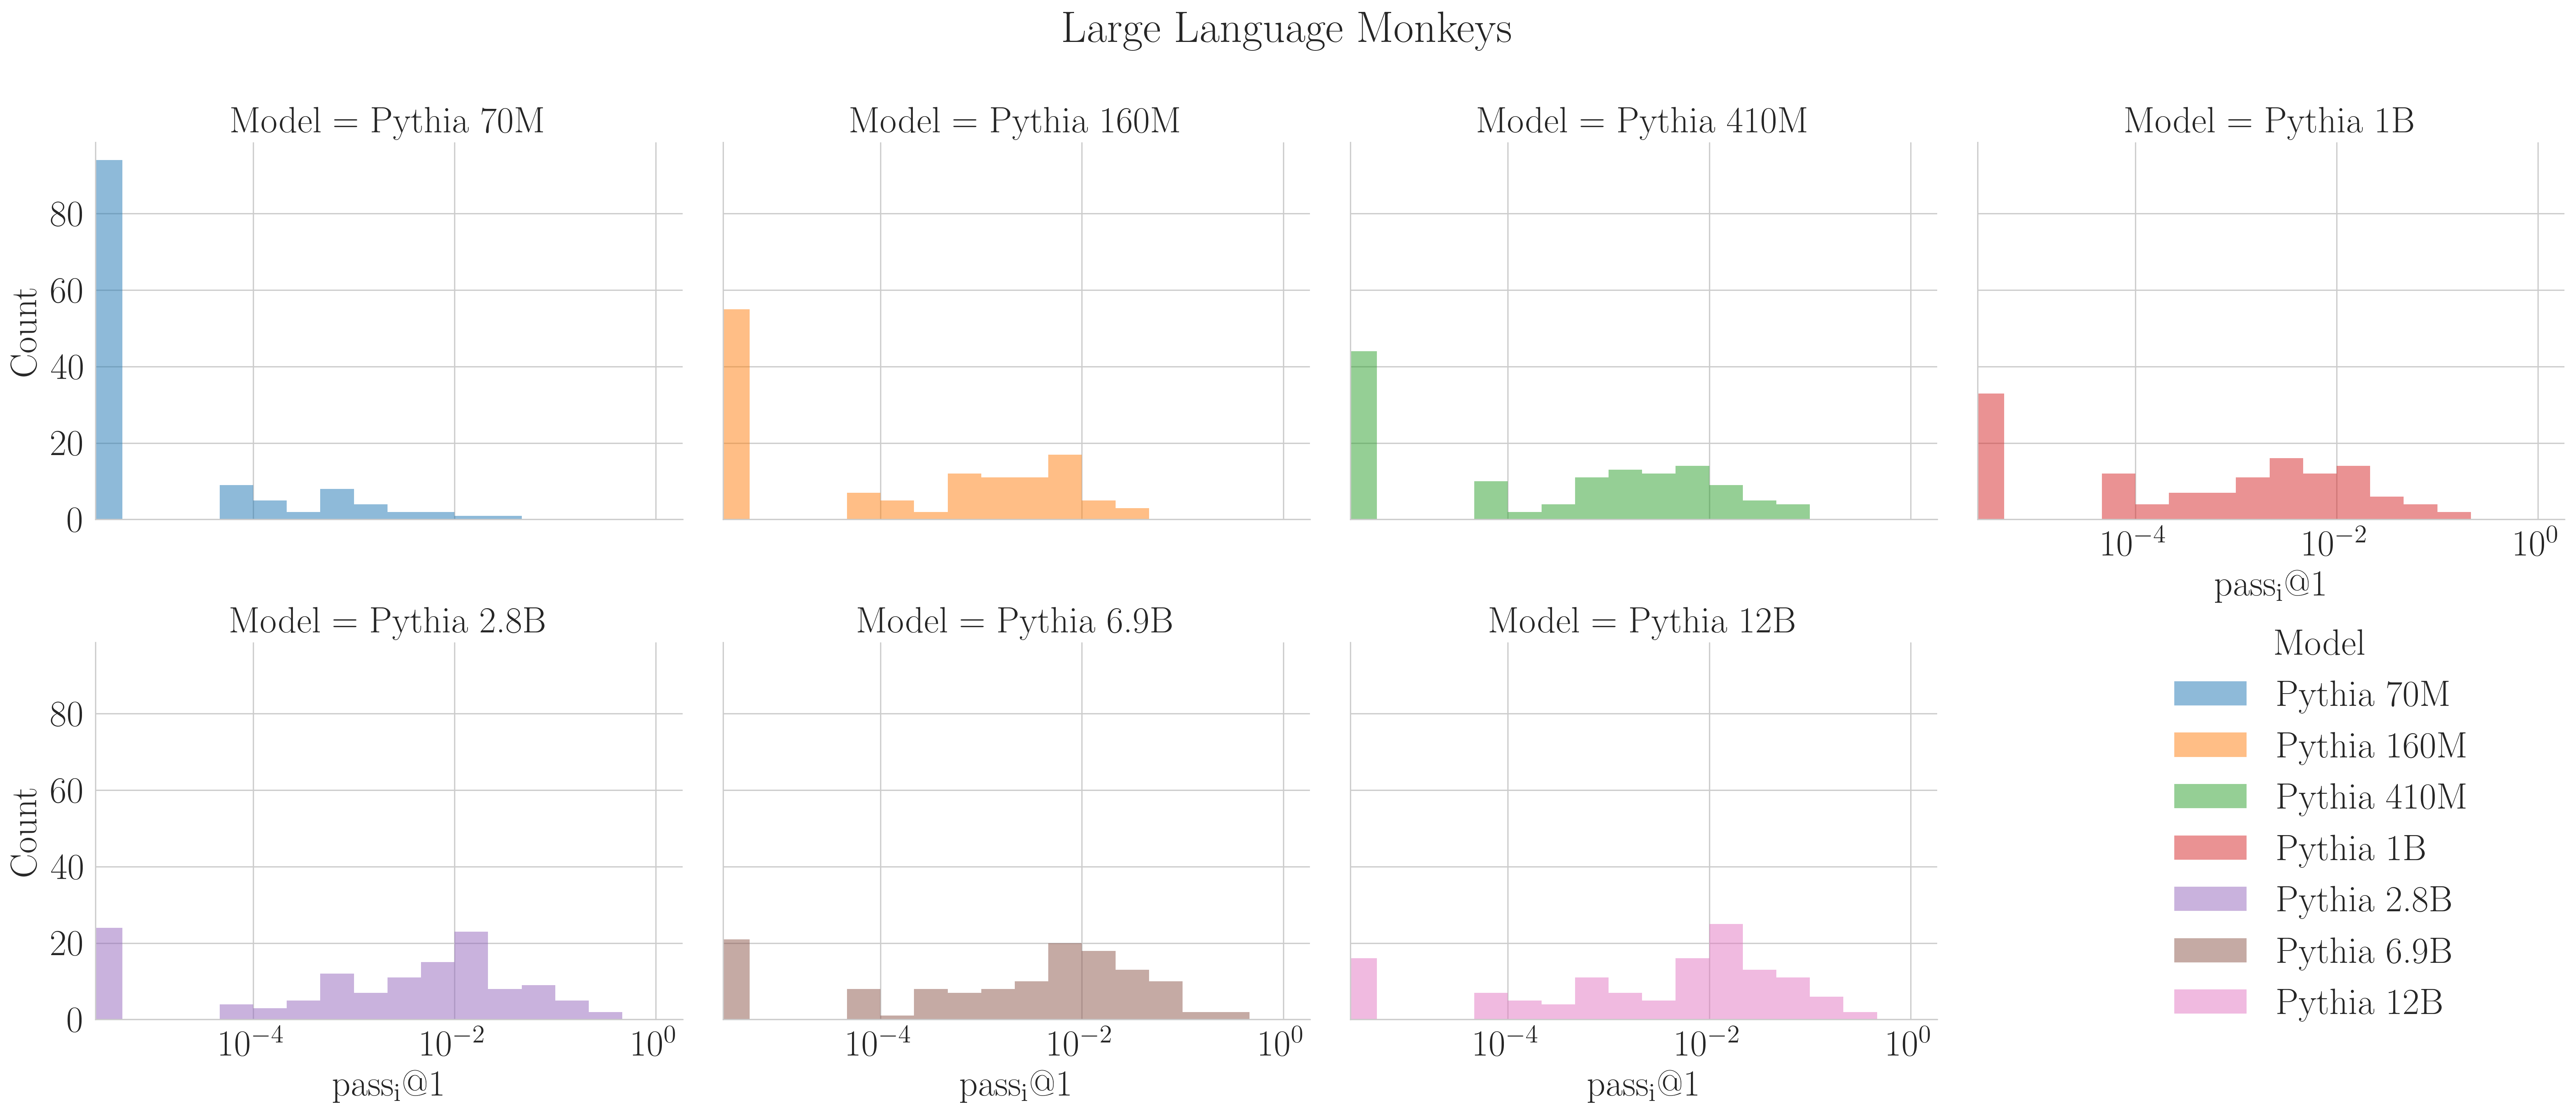 Large Language Monkeys
Model = Pythia 70M
Model = Pythia 160M
Model = Pythia 410M
Model = Pythia 1B
Count
80
60
40
20
0
10⁻⁴
10⁻²
10⁰
passᵢ@1
Model = Pythia 2.8B
Model = Pythia 6.9B
Model = Pythia 12B
Count
80
60
40
20
0
10⁻⁴
10⁻²
10⁰
passᵢ@1
10⁻⁴
10⁻²
10⁰
passᵢ@1
10⁻⁴
10⁻²
10⁰
passᵢ@1
Model
Pythia 70M
Pythia 160M
Pythia 410M
Pythia 1B
Pythia 2.8B
Pythia 6.9B
Pythia 12B